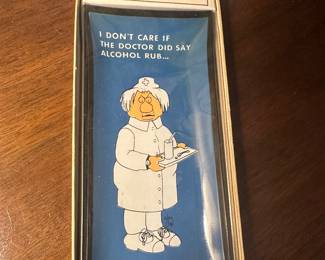 I DON'T CARE IF
THE DOCTOR DID SAY
ALCOHOL RUB...